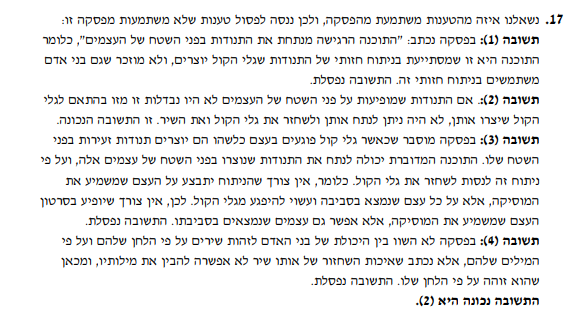 17. נשאלנו איזה מהטענות משתמעת מהפסקה, ולכן ננסה לפסול טענות שלא משתמעות מפסקה זו:
תשובה (1): בפסקה נכתב: "התוכנה הרגישה מנתחת את התנודות בפני השטח של העצמים", כלומר
התוכנה היא זו שמסתייעת בניתוח חזותי של התנודות שגלי הקול יוצרים, ולא מוזכר שגם בני אדם
משתמשים בניתוח חזותי זה. התשובה נפסלת.
תשובה (2): אם התנודות שמופיעות על פני השטח של העצמים לא היו נבדלות זו מזו בהתאם לגלי
הקול שיצרו אותן, לא היה ניתן לנתח אותן ולשחזר את גלי הקול ואת השיר. זו התשובה הנכונה.
תשובה (3): בפסקה מוסבר שכאשר גלי קול פוגעים בעצם כלשהו הם יוצרים תנודות זעירות בפני
השטח שלו. התוכנה המדוברת יכולה לנתח את התנודות שנוצרו בפני השטח של עצמים אלה, ועל פי
ניתוח זה לנסות לשחזר את גלי הקול. כלומר, אין צורך שהניתוח יתבצע על העצם שמשמיע את
המוסיקה, אלא על כל עצם שנמצא בסביבה ועשוי להיפגע מגלי הקול. לכן, אין צורך שיופיע בסרטון
העצם שמשמיע את המוסיקה, אלא אפשר גם עצמים שנמצאים בסביבתו. התשובה נפסלת.
תשובה (4): בפסקה לא השוו בין היכולת של בני האדם לזהות שירים על פי הלחן שלהם ועל פי
המילים שלהם, אלא נכתב שאיכות השחזור של אותו שיר לא אפשרה להבין את מילותיו, ומכאן
שהוא זוהה על פי הלחן שלו. התשובה נפסלת.
התשובה נכונה היא (2).